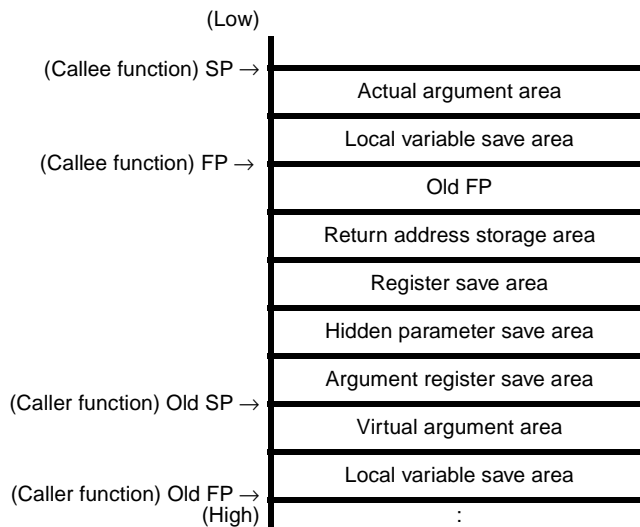 (Low)
(Callee function) SP →
Actual argument area
Local variable save area
(Callee function) FP →
Old FP
Return address storage area
Register save area
Hidden parameter save area
Argument register save area
(Caller function) Old SP →
Virtual argument area
Local variable save area
(Caller function) Old FP →
(High)
: